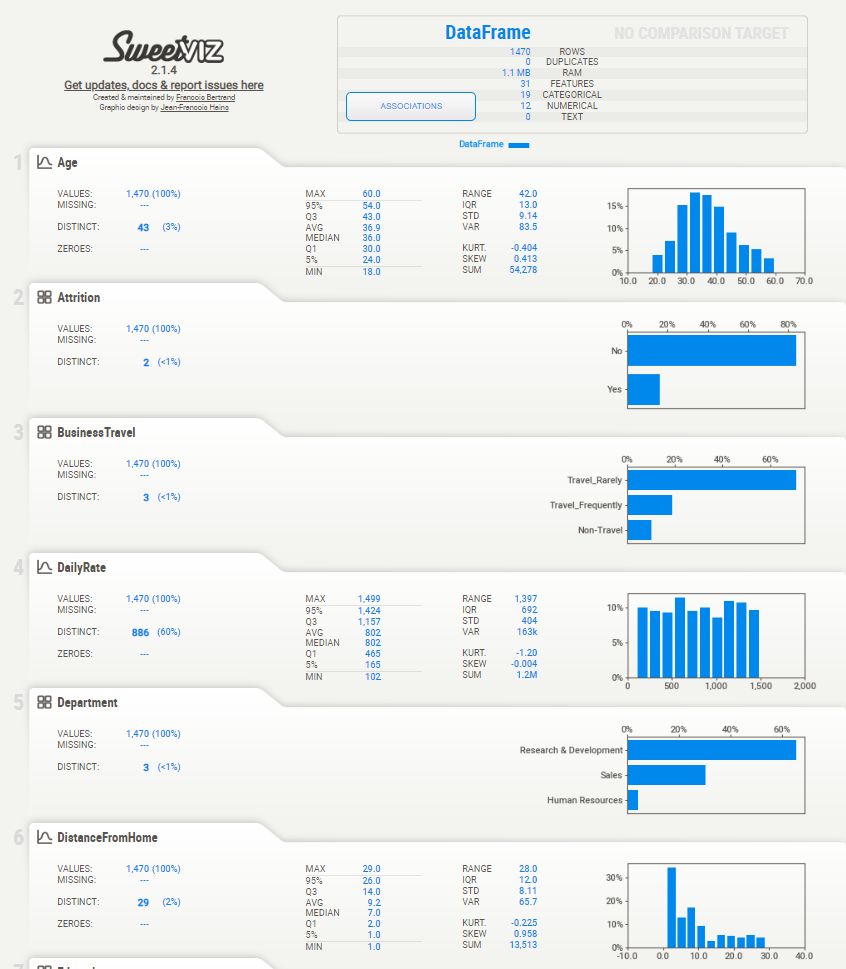 SweetVIZ
2.1.4
Get updates, docs & report issues here
Created & maintained by Francois Bertrand
Graphic design by Jean-Francois Hains
DataFrame NO COMPARISON TARGET
1470 ROWS
0 DUPLICATES
1.1 MB RAM
31 FEATURES
19 CATEGORICAL
12 NUMERICAL
0 TEXT
ASSOCIATIONS
DataFrame
1 Age
VALUES: 1,470 (100%)
MISSING: ---
DISTINCT: 43 (3%)
ZEROES: ---
MAX 60.0
95% 54.0
Q3 43.0
AVG 36.9
MEDIAN 36.0
Q1 30.0
5% 24.0
MIN 18.0
RANGE 42.0
IQR 13.0
STD 9.14
VAR 83.5
KURT. -0.404
SKEW 0.413
SUM 54,278
15%
10%
5%
0%
10.0 20.0 30.0 40.0 50.0 60.0 70.0
2 Attrition
VALUES: 1,470 (100%)
MISSING: ---
DISTINCT: 2 (<1%)
0% 20% 40% 60% 80%
No
Yes
3 BusinessTravel
VALUES: 1,470 (100%)
MISSING: ---
DISTINCT: 3 (<1%)
0% 20% 40% 60%
Travel_Rarely
Travel_Frequently
Non-Travel
4 DailyRate
VALUES: 1,470 (100%)
MISSING: ---
DISTINCT: 886 (60%)
ZEROES: ---
MAX 1,499
95% 1,424
Q3 1,157
AVG 802
MEDIAN 802
Q1 465
5% 165
MIN 102
RANGE 1,397
IQR 692
STD 404
VAR 163k
KURT. -1.20
SKEW -0.004
SUM 1.2M
10%
5%
0%
0 500 1,000 1,500 2,000
5 Department
VALUES: 1,470 (100%)
MISSING: ---
DISTINCT: 3 (<1%)
0% 20% 40% 60%
Research & Development
Sales
Human Resources
6 DistanceFromHome
VALUES: 1,470 (100%)
MISSING: ---
DISTINCT: 29 (2%)
ZEROES: ---
MAX 29.0
95% 26.0
Q3 14.0
AVG 9.2
MEDIAN 7.0
Q1 2.0
5% 1.0
MIN 1.0
RANGE 28.0
IQR 12.0
STD 8.11
VAR 65.7
KURT. -0.225
SKEW 0.958
SUM 13,513
30%
20%
10%
0%
-10.0 0.0 10.0 20.0 30.0 40.0